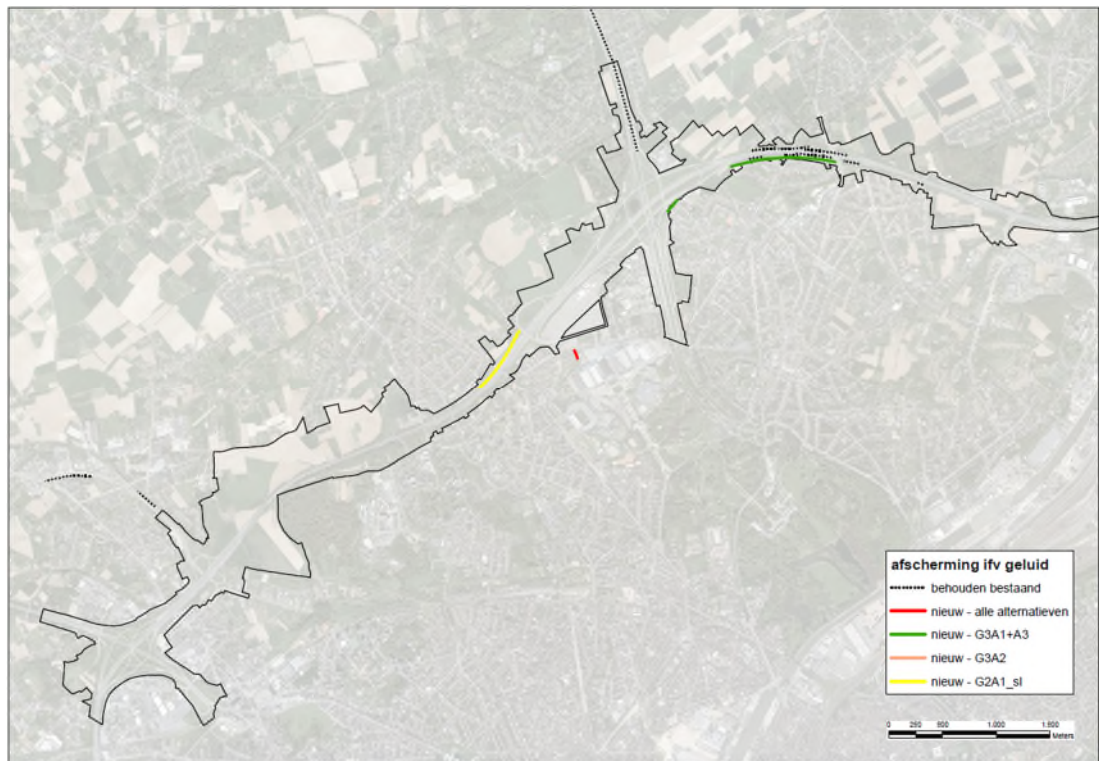 afscherming ifv geluid
behouden bestaand
nieuw - alle alternatieven
nieuw - G3A1+A3
nieuw - G3A2
nieuw - G2A1_sl
0 250 500 1.000 1.500
Meters